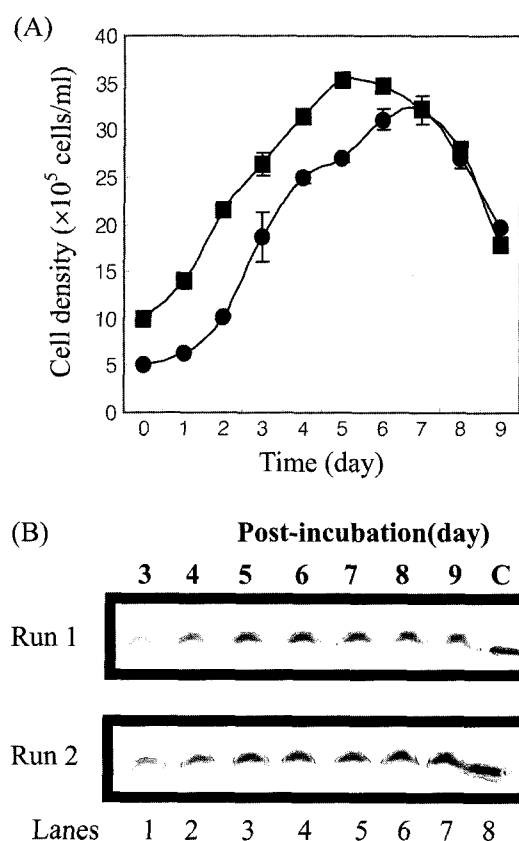 (A)
Cell density (×10⁵ cells/ml)
40
35
30
25
20
15
10
5
0
0 1 2 3 4 5 6 7 8 9
Time (day)
(B)
Post-incubation(day)
3 4 5 6 7 8 9 C
Run 1
Run 2
Lanes 1 2 3 4 5 6 7 8